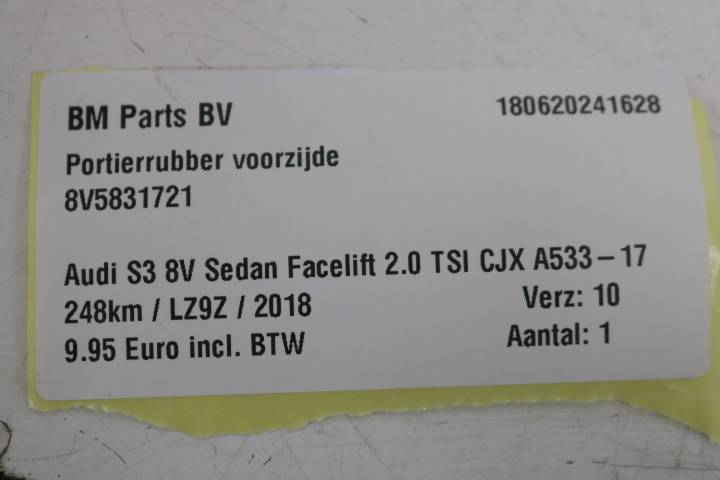 BM Parts BV 180620241628
Portierrubber voorzijde
8V5831721
Audi S3 8V Sedan Facelift 2.0 TSI CJX A533-17
248km / LZ9Z / 2018 Verz: 10
9.95 Euro incl. BTW Aantal: 1